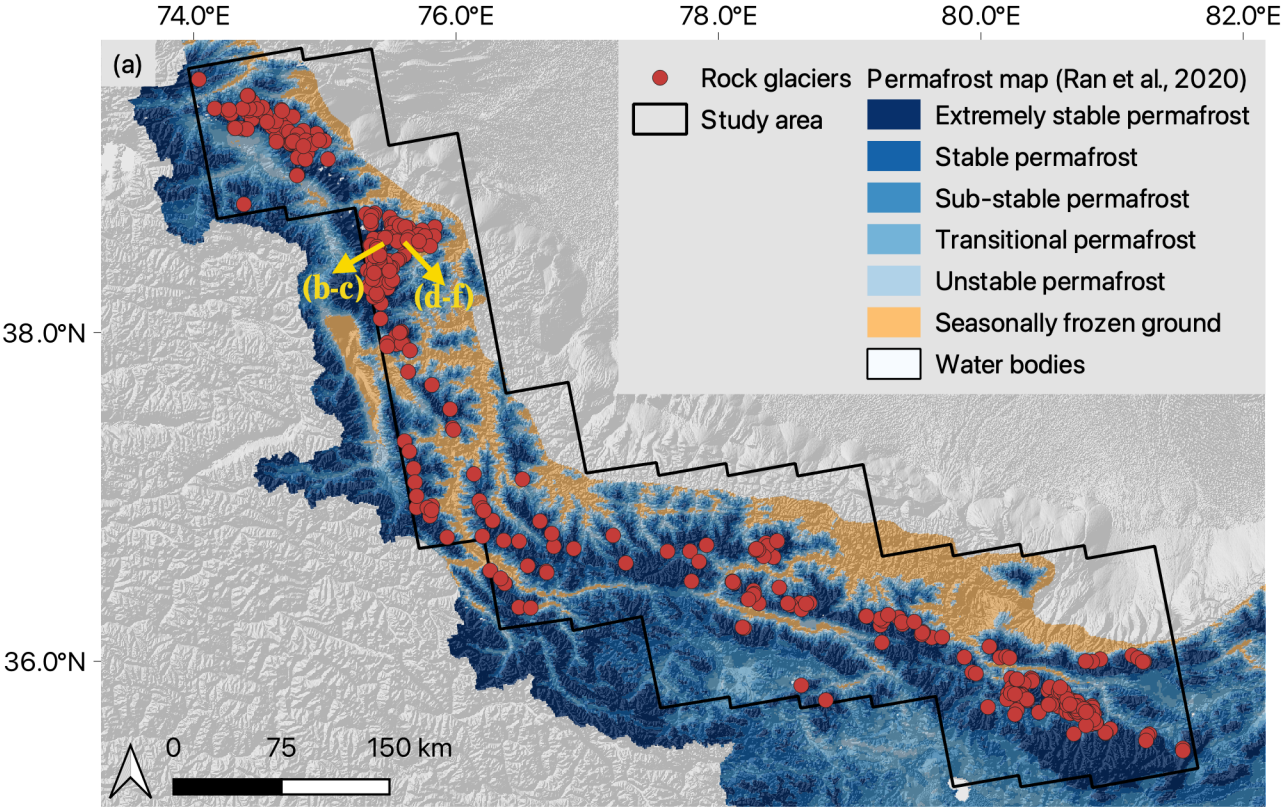 74.0°E 76.0°E 78.0°E 80.0°E 82.0°E
(a)
Rock glaciers
Study area
Permafrost map (Ran et al., 2020)
Extremely stable permafrost
Stable permafrost
Sub-stable permafrost
Transitional permafrost
Unstable permafrost
Seasonally frozen ground
Water bodies
(b-c)
(d-f)
38.0°N
36.0°N
0 75 150 km